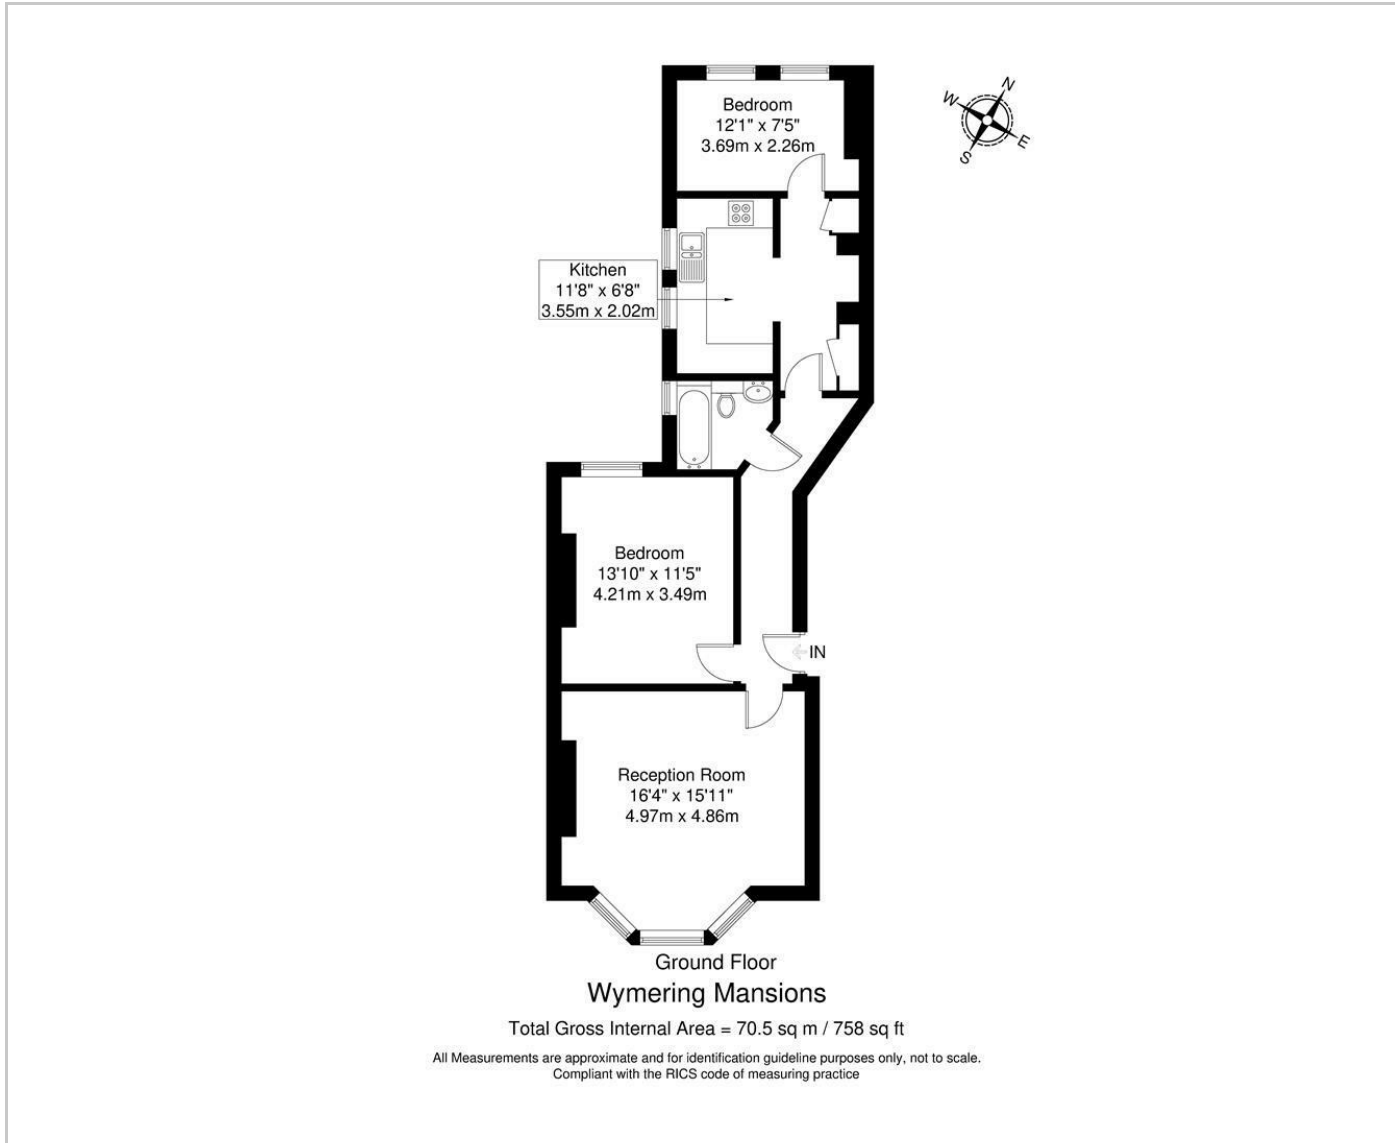 Bedroom
12'1" x 7'5"
3.69m x 2.26m
N
W
E
S
Kitchen
11'8" x 6'8"
3.55m x 2.02m
Bedroom
13'10" x 11'5"
4.21m x 3.49m
IN
Reception Room
16'4" x 15'11"
4.97m x 4.86m
Ground Floor
Wymering Mansions
Total Gross Internal Area = 70.5 sq m / 758 sq ft
All Measurements are approximate and for identification guideline purposes only, not to scale.
Compliant with the RICS code of measuring practice